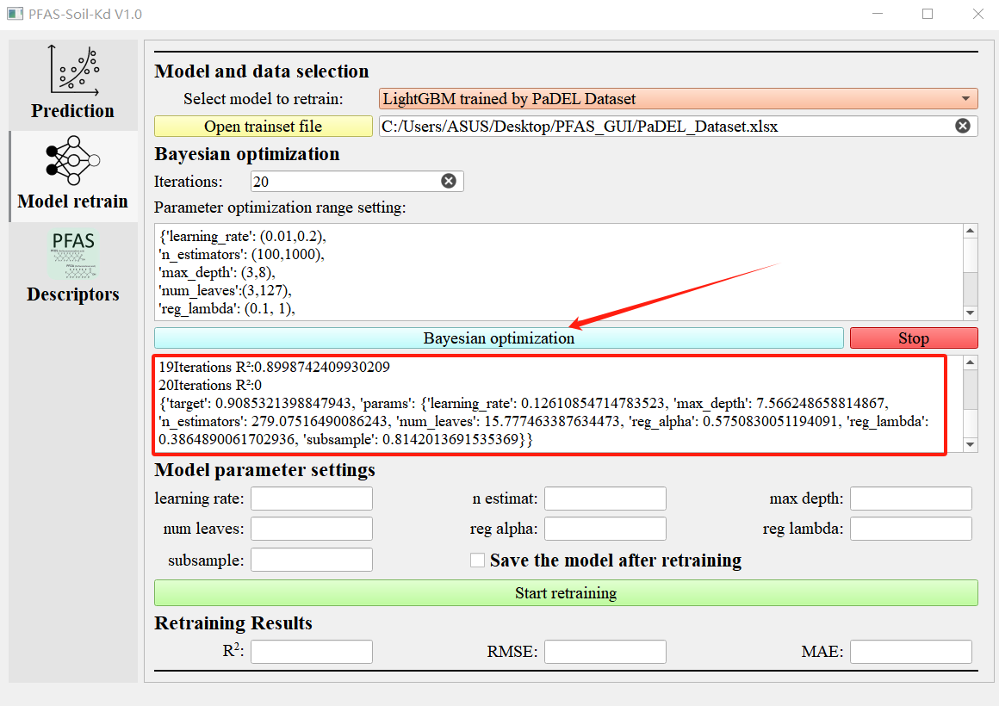 PFAS-Soil-Kd V1.0
Prediction
Model retrain
PFAS
Descriptors
Model and data selection
Select model to retrain: LightGBM trained by PaDEL Dataset
Open trainset file C:/Users/ASUS/Desktop/PFAS_GUI/PaDEL_Dataset.xlsx
Bayesian optimization
Iterations: 20
Parameter optimization range setting:
{'learning_rate': (0.01,0.2),
'n_estimators': (100,1000),
'max_depth': (3,8),
'num_leaves':(3,127),
'reg_lambda': (0.1, 1),
Bayesian optimization Stop
19Iterations R²:0.8998742409930209
20Iterations R²:0
{'target': 0.9085321398847943, 'params': {'learning_rate': 0.12610854714783523, 'max_depth': 7.566248658814867,
'n_estimators': 279.07516490086243, 'num_leaves': 15.777463387634473, 'reg_alpha': 0.5750830051194091, 'reg_lambda':
0.3864890061702936, 'subsample': 0.8142013691535369}}
Model parameter settings
learning rate: n estimat: max depth:
num leaves: reg alpha: reg lambda:
subsample: Save the model after retraining
Start retraining
Retraining Results
R²: RMSE: MAE: